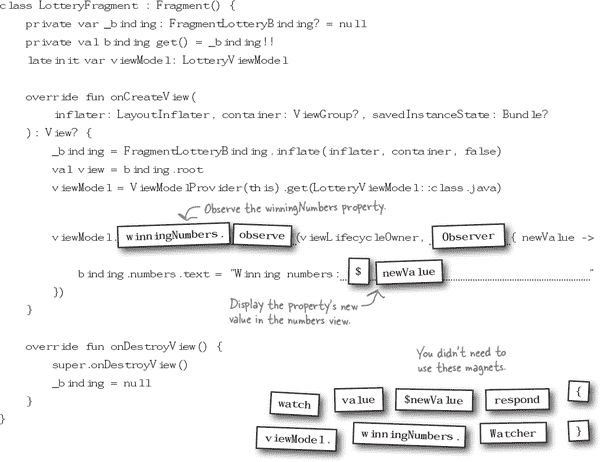 class LotteryFragment : Fragment() {
private var _binding: FragmentLotteryBinding? = null
private val binding get() = _binding!!
lateinit var viewModel: LotteryViewModel
override fun onCreateView(
inflater: LayoutInflater, container: ViewGroup?, savedInstanceState: Bundle?
): View? {
_binding = FragmentLotteryBinding.inflate(inflater, container, false)
val view = binding.root
viewModel = ViewModelProvider(this).get(LotteryViewModel::class.java)
Observe the winningNumbers property.
viewModel. winningNumbers. observe (viewLifecycleOwner, Observer { newValue ->
binding.numbers.text = "Winning numbers: $ newValue "
})
Display the property's new
value in the numbers view.
}
override fun onDestroyView() {
super.onDestroyView()
_binding = null
}
}
You didn't need to
use these magnets.
watch value $newValue respond {
viewModel. winningNumbers. Watcher }